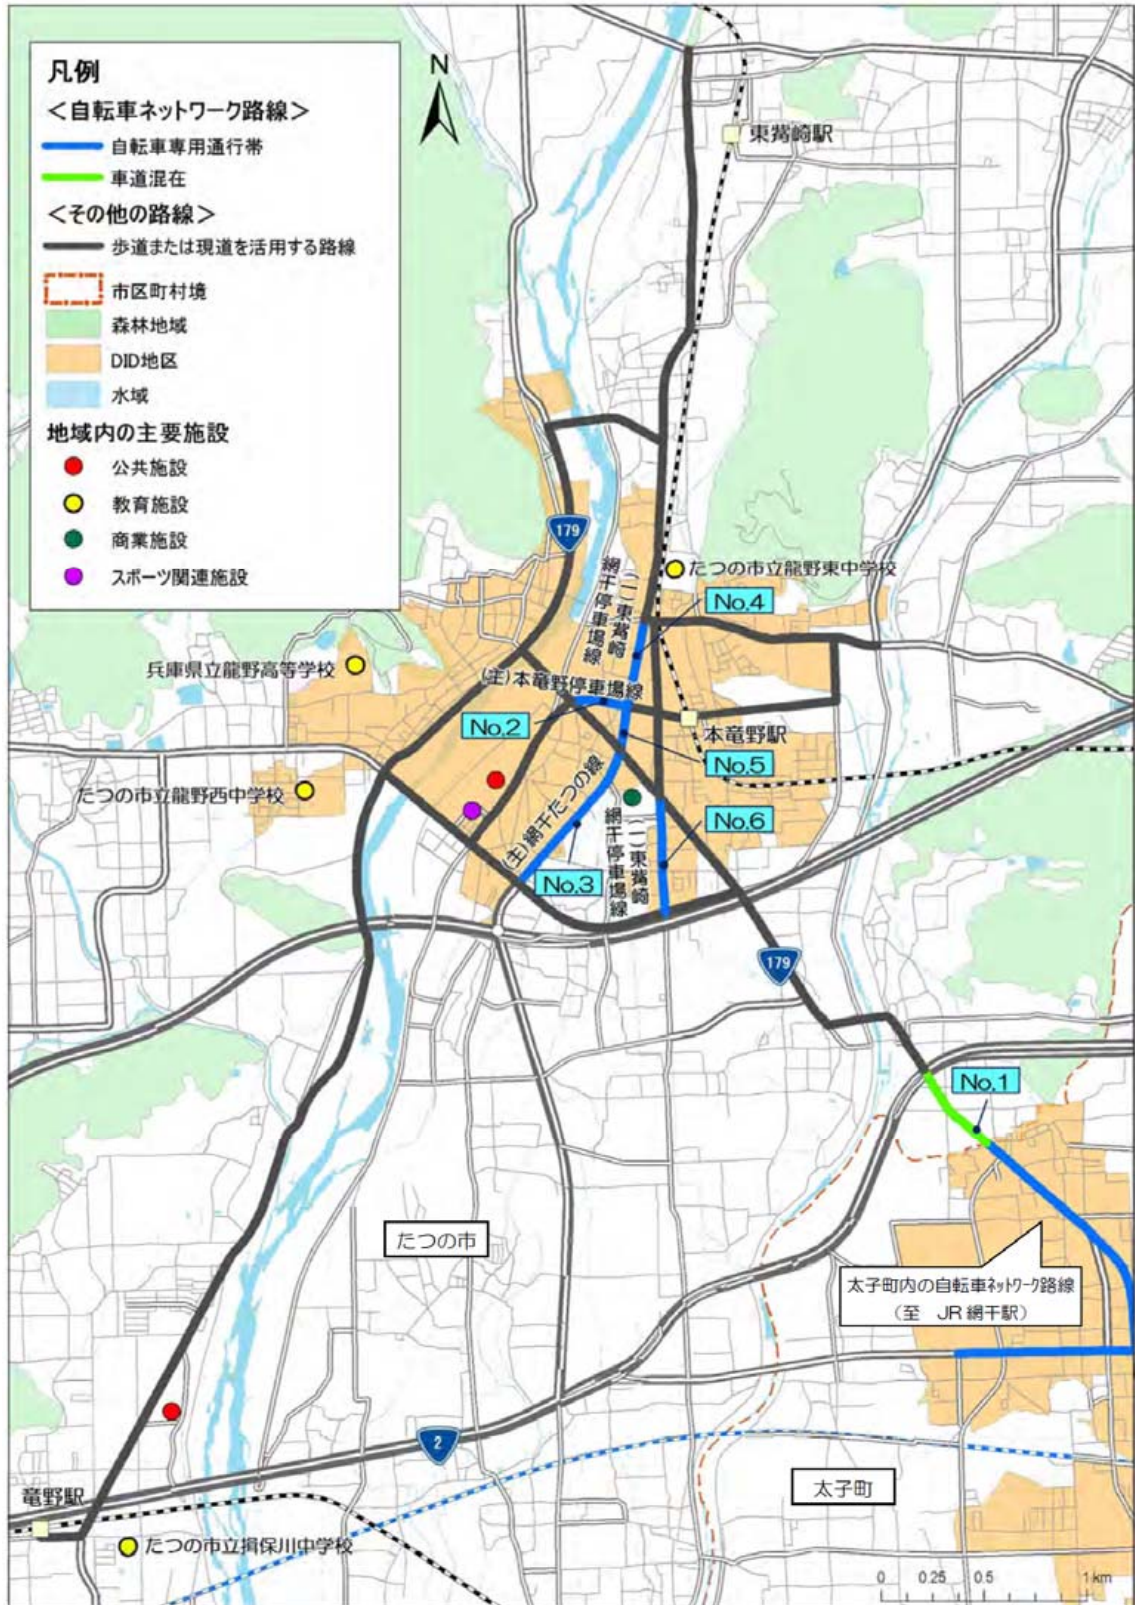 凡例
<自転車ネットワーク路線>
自転車専用通行帯
車道混在
<その他の路線>
歩道または現道を活用する路線
市区町村境
森林地域
DID地区
水域
地域内の主要施設
公共施設
教育施設
商業施設
スポーツ関連施設
N
東觜崎駅
179
(一)東觜崎
網干停車場線
たつの市立龍野東中学校
No.4
兵庫県立龍野高等学校
(主)本竜野停車場線
No.2
本竜野駅
No.5
たつの市立龍野西中学校
(主)網干たつの線
No.6
(一)東觜崎
網干停車場線
No.3
179
No.1
たつの市
太子町内の自転車ネットワーク路線
(至 JR網干駅)
2
太子町
竜野駅
たつの市立揖保川中学校
0 0.25 0.5 1 km